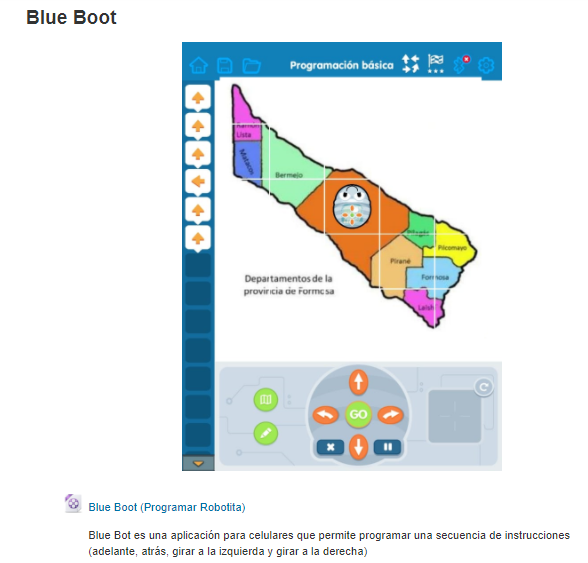 Blue Boot
Programación básica
Ramón
Lista
Matacos
Bermejo
Pilagás
Pilcomayo
Pirané
Formosa
Laishi
Departamentos de la
provincia de Formosa
GO
Blue Boot (Programar Robotita)
Blue Bot es una aplicación para celulares que permite programar una secuencia de instrucciones
(adelante, atrás, girar a la izquierda y girar a la derecha)